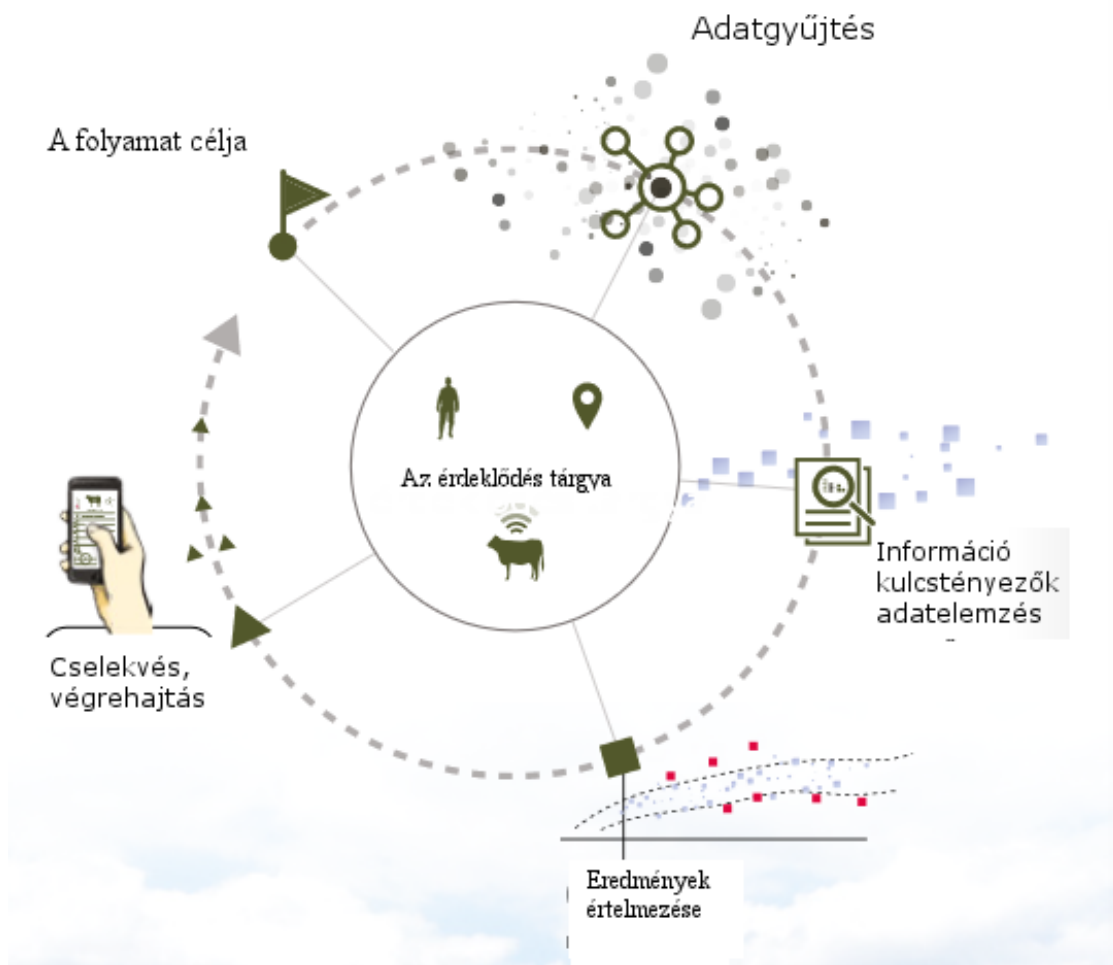 Adatgyűjtés
A folyamat célja
Az érdeklődés tárgya
Információ
kulcstényezők
adatelemzés
Cselekvés,
végrehajtás
Eredmények
értelmezése